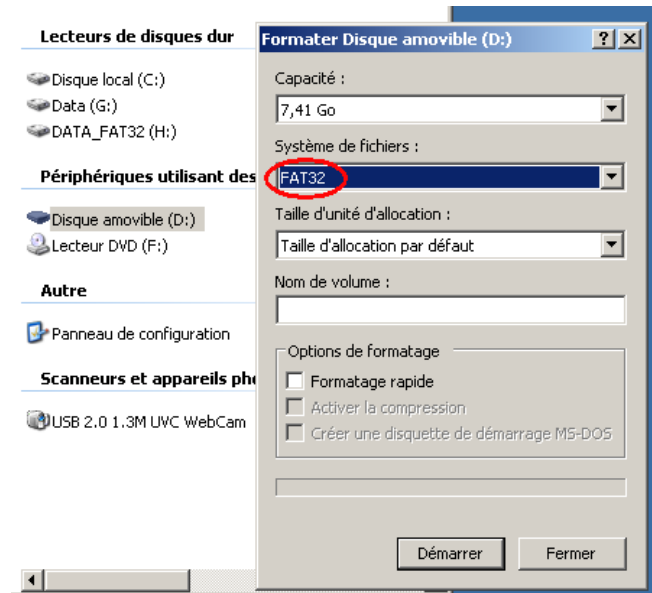 Lecteurs de disques dur
Disque local (C:)
Data (G:)
DATA_FAT32 (H:)
Périphériques utilisant des
Disque amovible (D:)
Lecteur DVD (F:)
Autre
Panneau de configuration
Scanneurs et appareils pho
USB 2.0 1.3M UVC WebCam
Formater Disque amovible (D:)
Capacité :
7,41 Go
Système de fichiers :
FAT32
Taille d'unité d'allocation :
Taille d'allocation par défaut
Nom de volume :
Options de formatage
Formatage rapide
Activer la compression
Créer une disquette de démarrage MS-DOS
Démarrer
Fermer